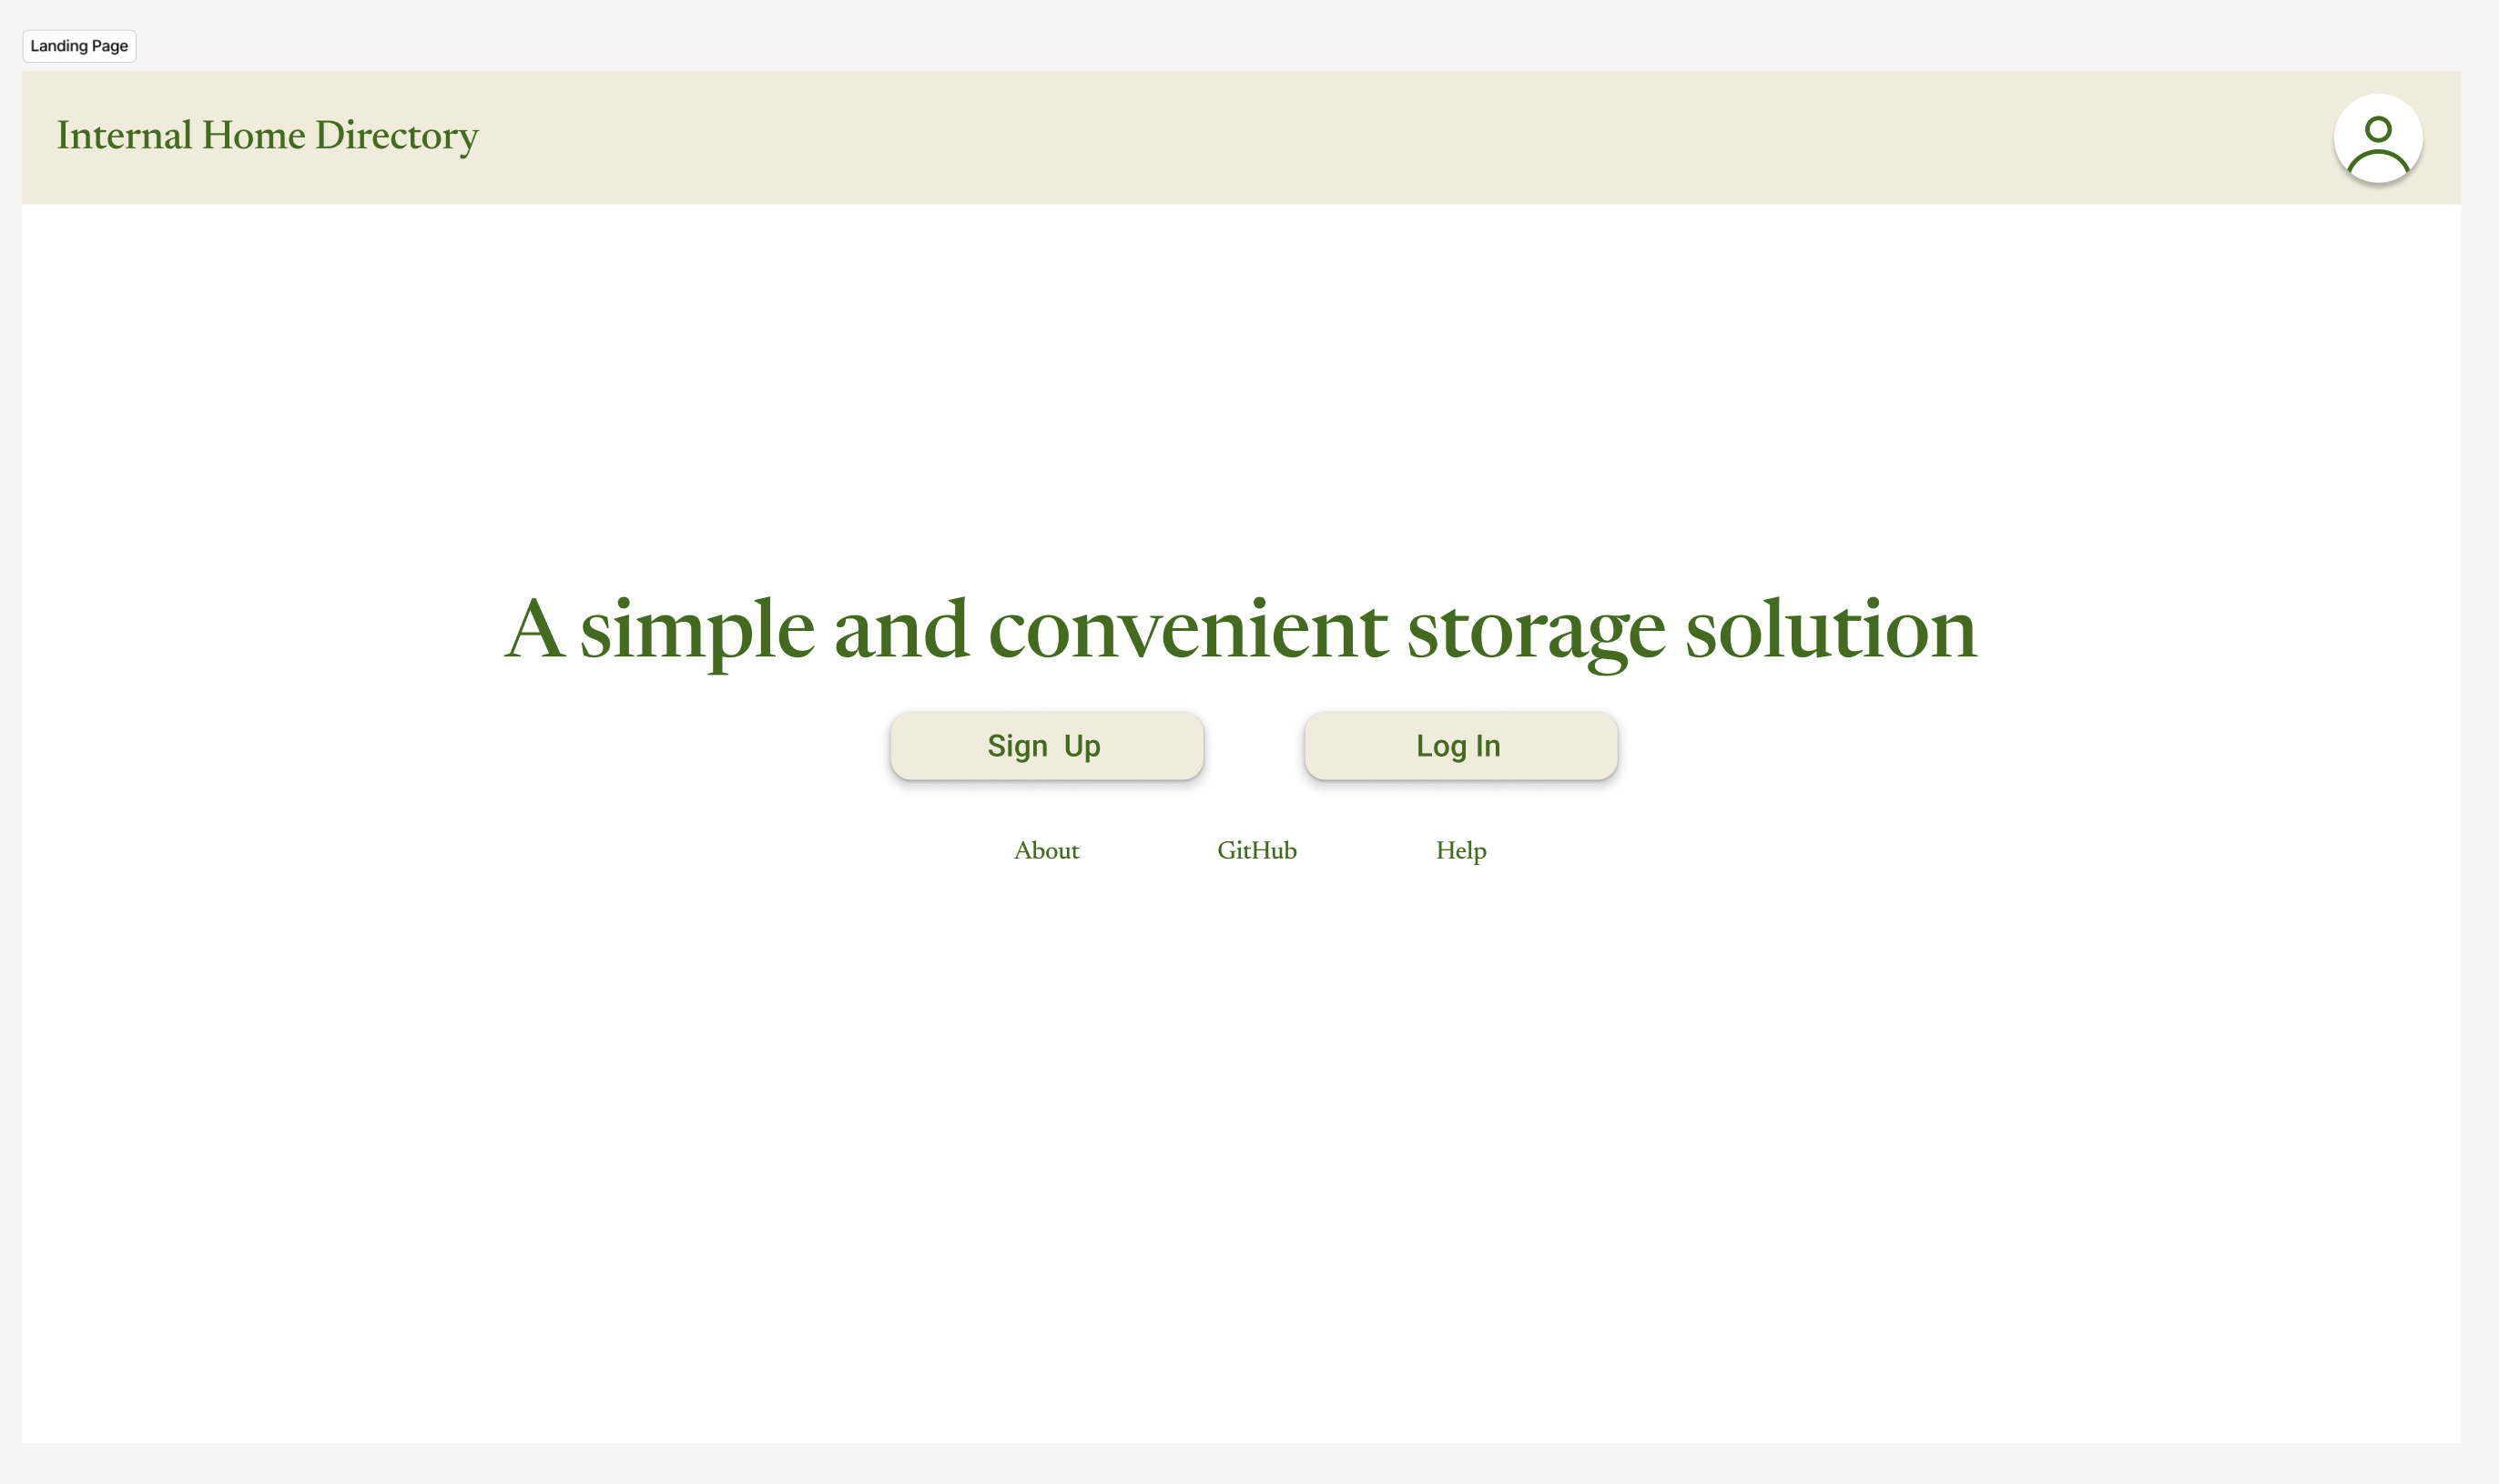 Landing Page
Internal Home Directory
A simple and convenient storage solution
Sign Up Log In
About GitHub Help